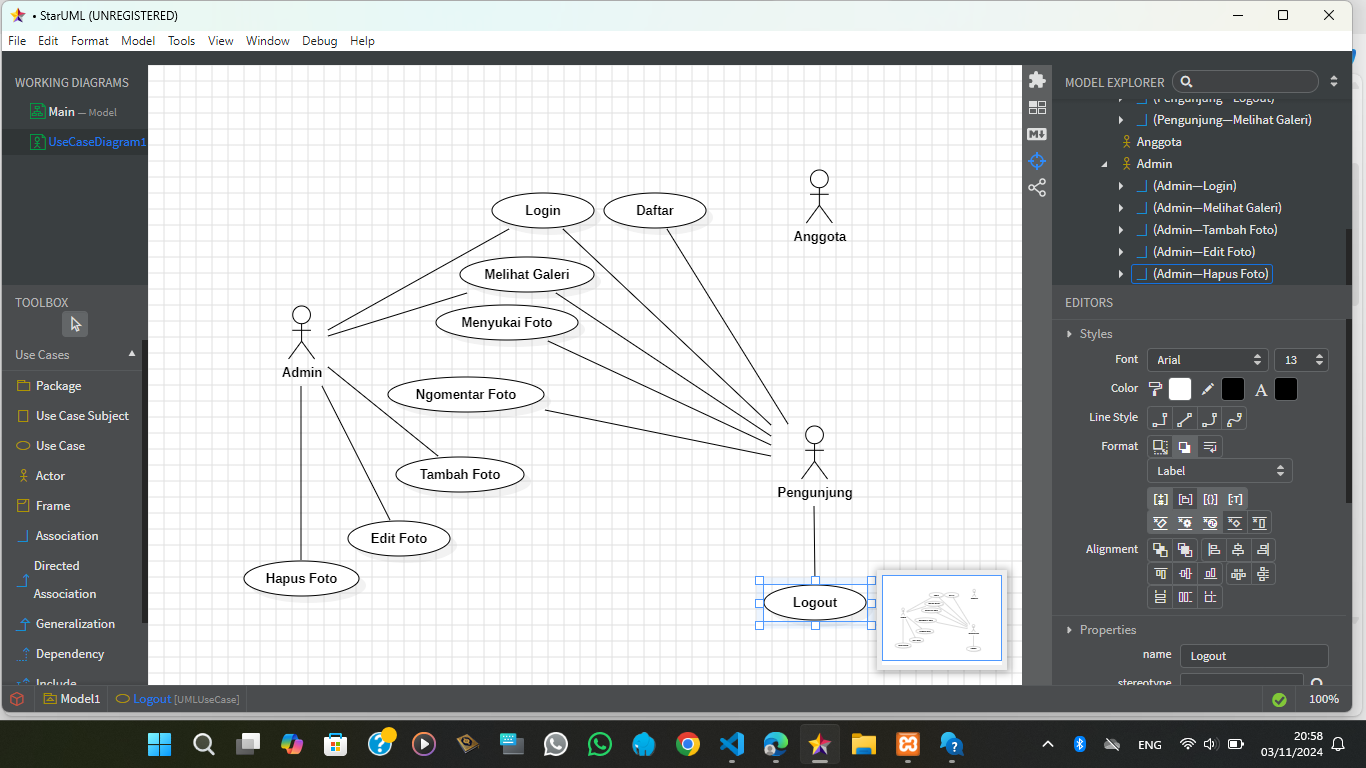 • StarUML (UNREGISTERED)
File Edit Format Model Tools View Window Debug Help
WORKING DIAGRAMS
Main — Model
UseCaseDiagram1
TOOLBOX
Use Cases
Package
Use Case Subject
Use Case
Actor
Frame
Association
Directed
Association
Generalization
Dependency
Include
Login
Daftar
Melihat Galeri
Menyukai Foto
Ngomentar Foto
Tambah Foto
Edit Foto
Hapus Foto
Admin
Anggota
Pengunjung
Logout
MODEL EXPLORER
(Pengunjung—Logout)
(Pengunjung—Melihat Galeri)
Anggota
Admin
(Admin—Login)
(Admin—Melihat Galeri)
(Admin—Tambah Foto)
(Admin—Edit Foto)
(Admin—Hapus Foto)
EDITORS
Styles
Font Arial 13
Color A
Line Style
Format
Label
Alignment
Properties
name Logout
stereotype
Model1 Logout [UMLUseCase]
100%
ENG
20:58
03/11/2024